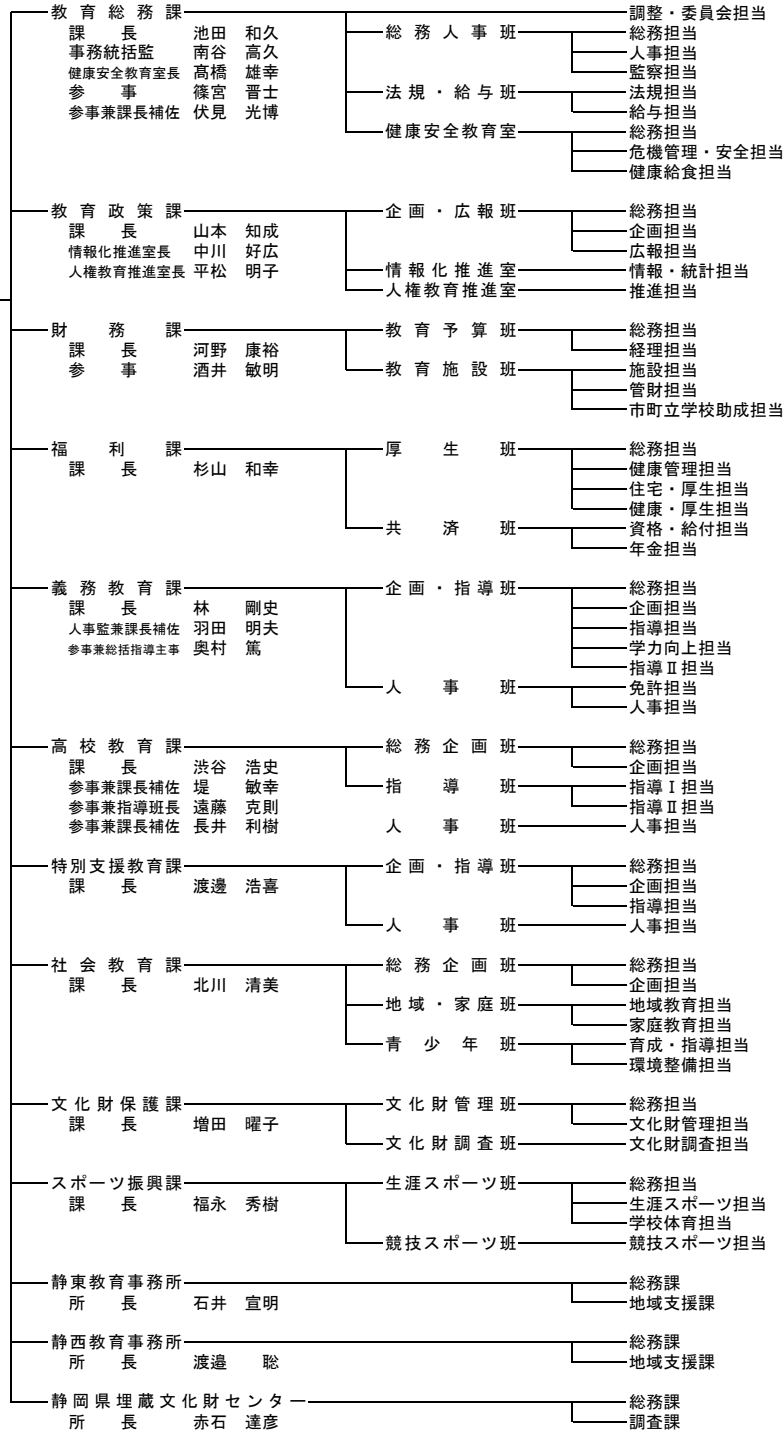 教育総務課 調整・委員会担当
課長 池田 和久 総務人事班 総務担当
事務統括監 南谷 高久 人事担当
健康安全教育室長 髙橋 雄幸 監察担当
参事 篠宮 晋士 法規・給与班 法規担当
参事兼課長補佐 伏見 光博 給与担当
健康安全教育室 総務担当
危機管理・安全担当
健康給食担当
教育政策課 企画・広報班 総務担当
課長 山本 知成 企画担当
情報化推進室長 中川 好広 広報担当
人権教育推進室長 平松 明子 情報化推進室 情報・統計担当
人権教育推進室 推進担当
財務課 教育予算班 総務担当
課長 河野 康裕 経理担当
参事 酒井 敏明 教育施設班 施設担当
管財担当
市町立学校助成担当
福利課 厚生班 総務担当
課長 杉山 和幸 健康管理担当
住宅・厚生担当
健康・厚生担当
共済班 資格・給付担当
年金担当
義務教育課 企画・指導班 総務担当
課長 林 剛史 企画担当
人事監兼課長補佐 羽田 明夫 指導担当
参事兼総括指導主事 奥村 篤 学力向上担当
指導Ⅱ担当
人事班 免許担当
人事担当
高校教育課 総務企画班 総務担当
課長 渋谷 浩史 企画担当
参事兼課長補佐 堤 敏幸 指導班 指導Ⅰ担当
参事兼指導班長 遠藤 克則 指導Ⅱ担当
参事兼課長補佐 長井 利樹 人事班 人事担当
特別支援教育課 企画・指導班 総務担当
課長 渡邊 浩喜 企画担当
指導担当
人事班 人事担当
社会教育課 総務企画班 総務担当
課長 北川 清美 企画担当
地域・家庭班 地域教育担当
家庭教育担当
青少年班 育成・指導担当
環境整備担当
文化財保護課 文化財管理班 総務担当
課長 増田 曜子 文化財管理担当
文化財調査班 文化財調査担当
スポーツ振興課 生涯スポーツ班 総務担当
課長 福永 秀樹 生涯スポーツ担当
学校体育担当
競技スポーツ班 競技スポーツ担当
静東教育事務所 総務課
所長 石井 宣明 地域支援課
静西教育事務所 総務課
所長 渡邉 聡 地域支援課
静岡県埋蔵文化財センター 総務課
所長 赤石 達彦 調査課